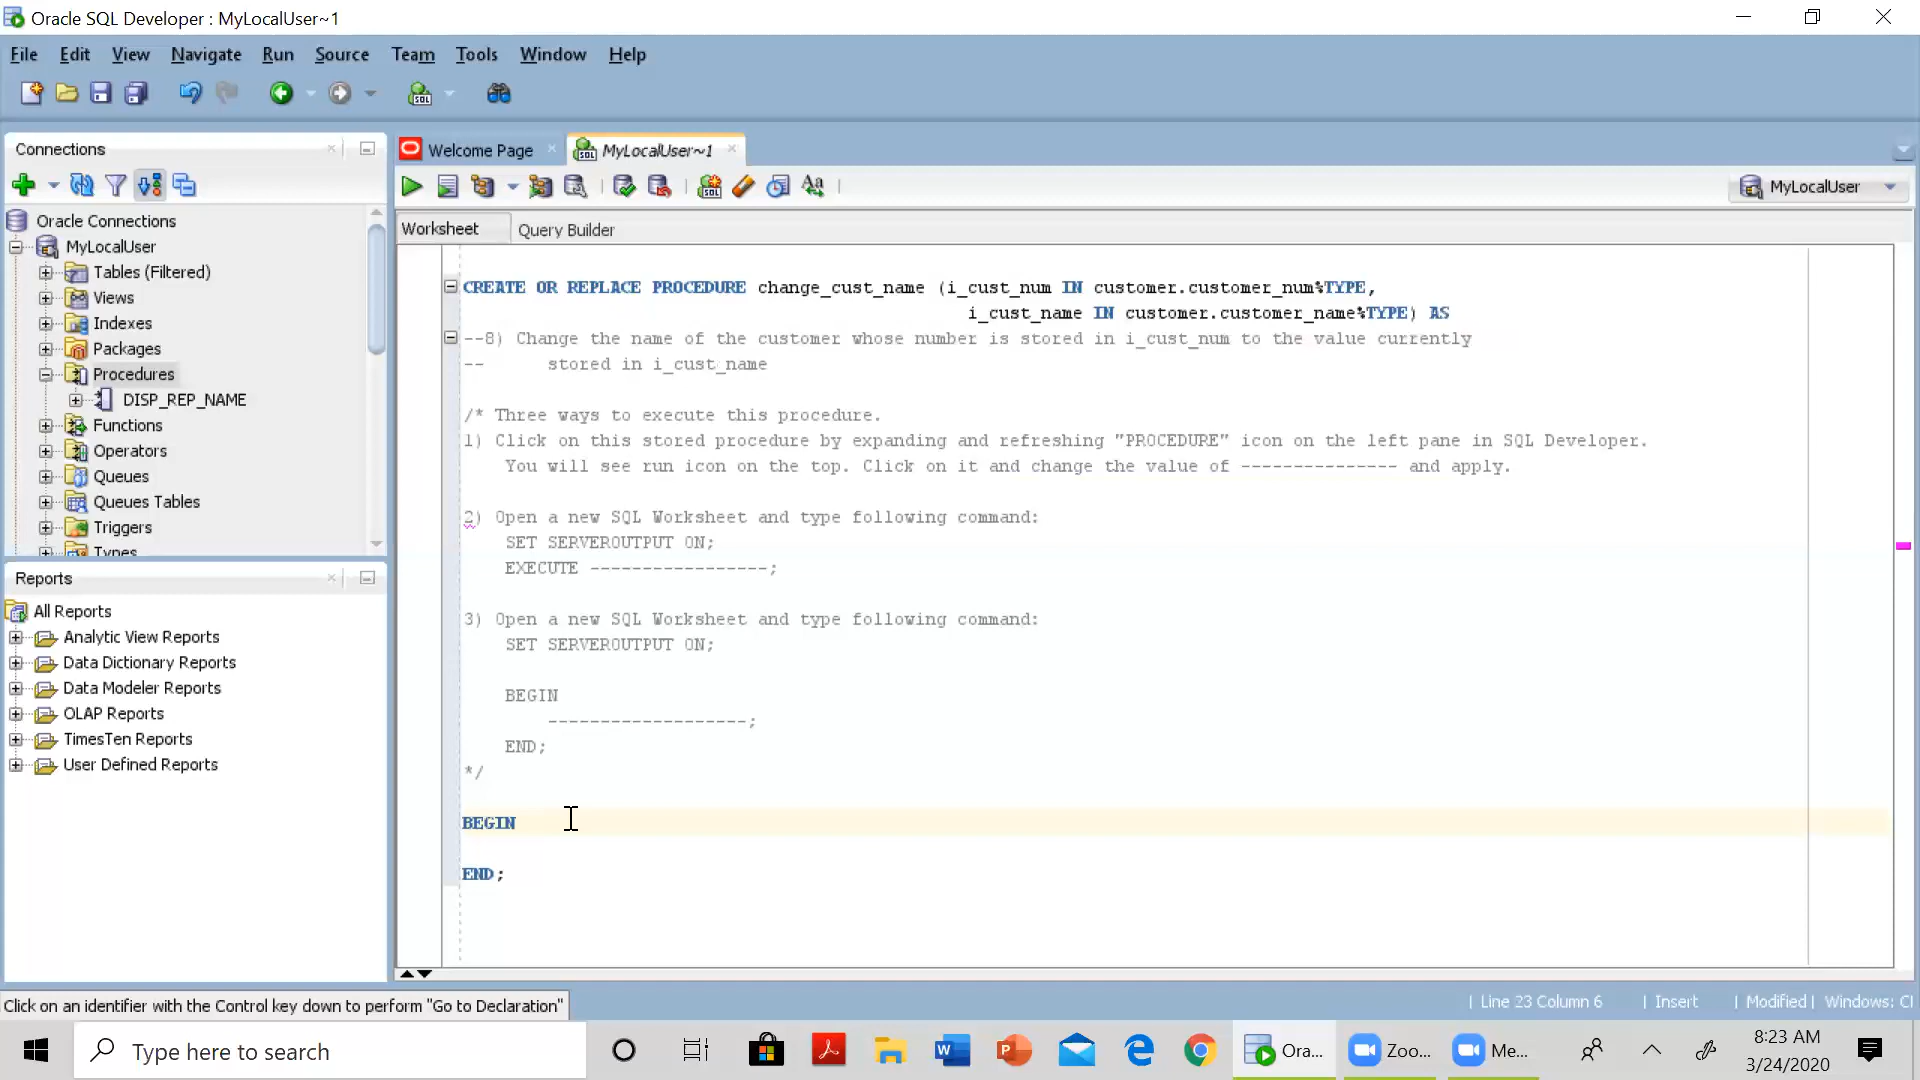 Oracle SQL Developer : MyLocalUser~1
File Edit View Navigate Run Source Team Tools Window Help
Connections
Welcome Page
MyLocalUser~1
MyLocalUser
Worksheet
Query Builder
Oracle Connections
MyLocalUser
Tables (Filtered)
Views
Indexes
Packages
Procedures
DISP_REP_NAME
Functions
Operators
Queues
Queues Tables
Triggers
Types
Reports
All Reports
Analytic View Reports
Data Dictionary Reports
Data Modeler Reports
OLAP Reports
TimesTen Reports
User Defined Reports
CREATE OR REPLACE PROCEDURE change_cust_name (i_cust_num IN customer.customer_num%TYPE,
i_cust_name IN customer.customer_name%TYPE) AS
--8) Change the name of the customer whose number is stored in i_cust_num to the value currently
-- stored in i_cust_name
/* Three ways to execute this procedure.
1) Click on this stored procedure by expanding and refreshing "PROCEDURE" icon on the left pane in SQL Developer.
You will see run icon on the top. Click on it and change the value of --------------- and apply.
2) Open a new SQL Worksheet and type following command:
SET SERVEROUTPUT ON;
EXECUTE -----------------;
3) Open a new SQL Worksheet and type following command:
SET SERVEROUTPUT ON;
BEGIN
-------------------;
END;
*/
BEGIN
END;
Click on an identifier with the Control key down to perform "Go to Declaration"
| Line 23 Column 6 | Insert | Modified | Windows: Cl
Type here to search
Ora...
Zoo...
Me...
8:23 AM
3/24/2020